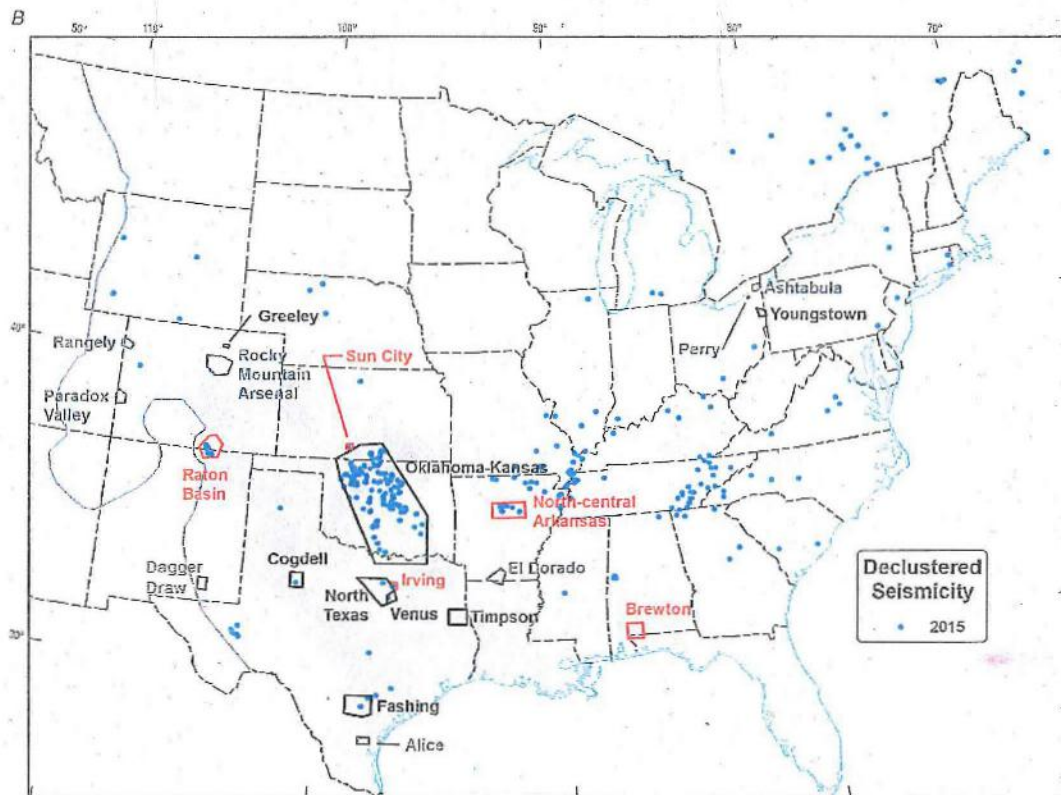 B
110°
100°
90°
80°
70°
40°
Greeley
Rangely
Sun City
Rocky
Mountain
Arsenal
Paradox
Valley
Ashtabula
Youngstown
Perry
Raton
Basin
Oklahoma-Kansas
North-central
Arkansas
Dagger
Draw
Cogdell
Irving
North
Texas
Venus
El Dorado
Timpson
Brewton
Fashing
Alice
Declustered
Seismicity
2015